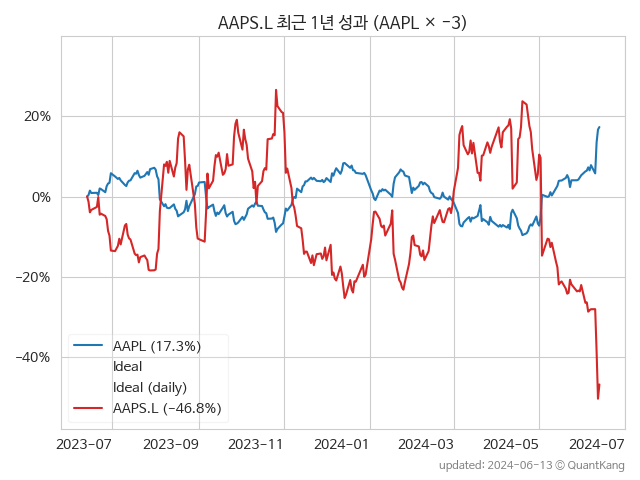 AAPS.L 최근 1년 성과 (AAPL × −3)
20%
0%
−20%
−40%
AAPL (17.3%)
Ideal
Ideal (daily)
AAPS.L (−46.8%)
2023-07 2023-09 2023-11 2024-01 2024-03 2024-05 2024-07
updated: 2024-06-13 © QuantKang